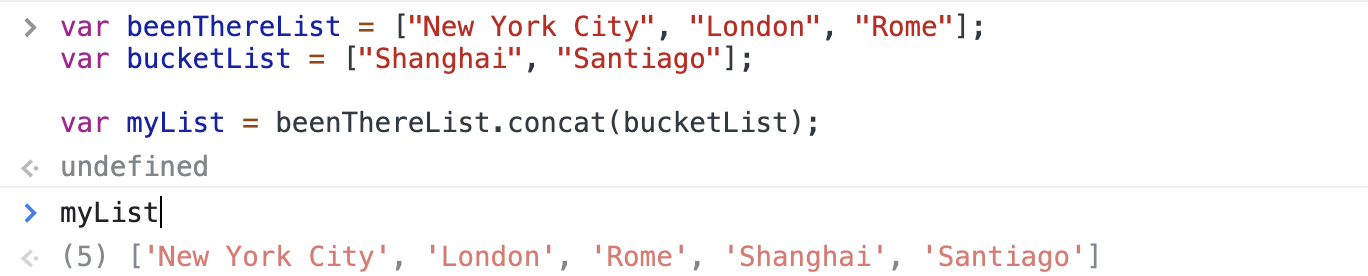 > var beenThereList = ["New York City", "London", "Rome"];
var bucketList = ["Shanghai", "Santiago"];
var myList = beenThereList.concat(bucketList);
<· undefined
> myList
<· (5) ['New York City', 'London', 'Rome', 'Shanghai', 'Santiago']